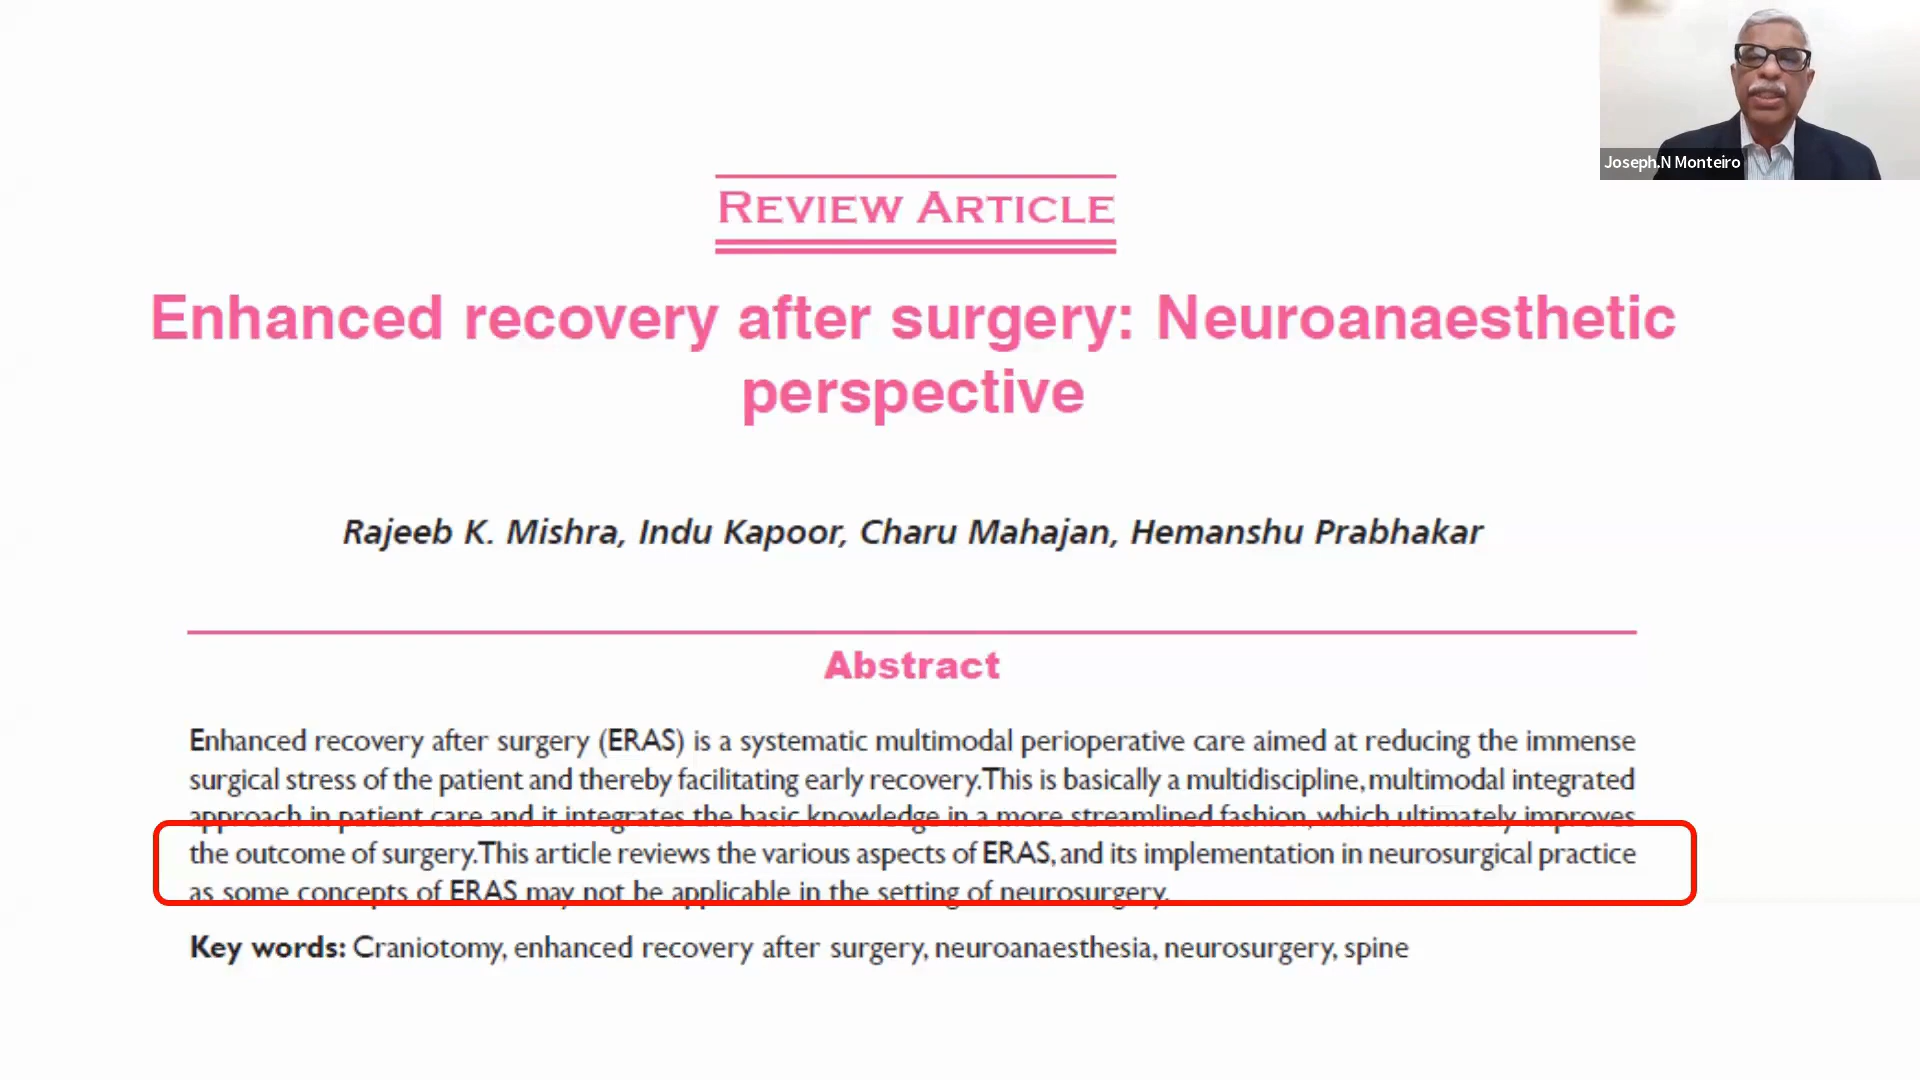 Joseph.N Monteiro
REVIEW ARTICLE
Enhanced recovery after surgery: Neuroanaesthetic
perspective
Rajeeb K. Mishra, Indu Kapoor, Charu Mahajan, Hemanshu Prabhakar
Abstract
Enhanced recovery after surgery (ERAS) is a systematic multimodal perioperative care aimed at reducing the immense
surgical stress of the patient and thereby facilitating early recovery.This is basically a multidiscipline, multimodal integrated
approach in patient care and it integrates the basic knowledge in a more streamlined fashion, which ultimately improves
the outcome of surgery.This article reviews the various aspects of ERAS, and its implementation in neurosurgical practice
as some concepts of ERAS may not be applicable in the setting of neurosurgery.
Key words: Craniotomy, enhanced recovery after surgery, neuroanaesthesia, neurosurgery, spine